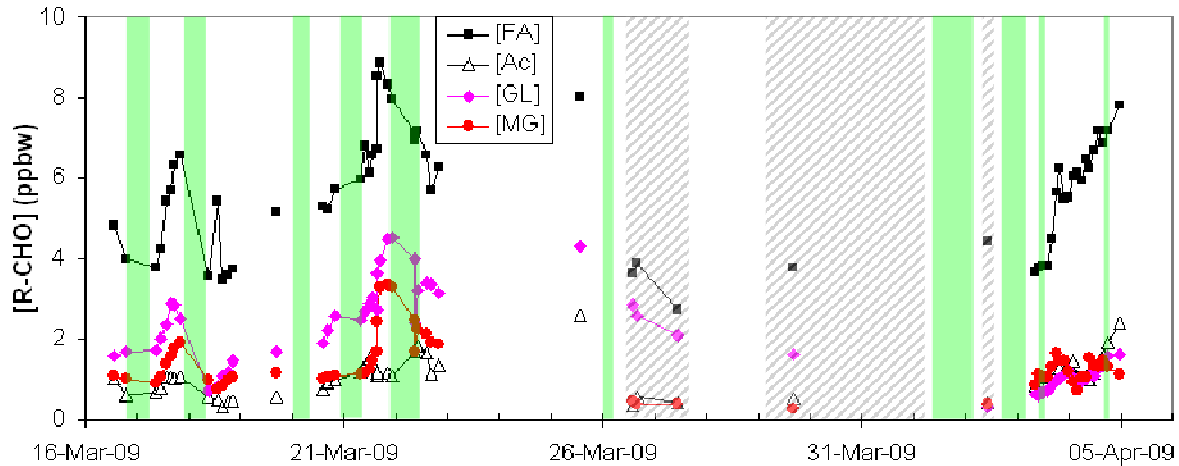 10
8
6
4
2
0
[R-CHO] (ppbw)
[FA]
[Ac]
[GL]
[MG]
16-Mar-09 21-Mar-09 26-Mar-09 31-Mar-09 05-Apr-09